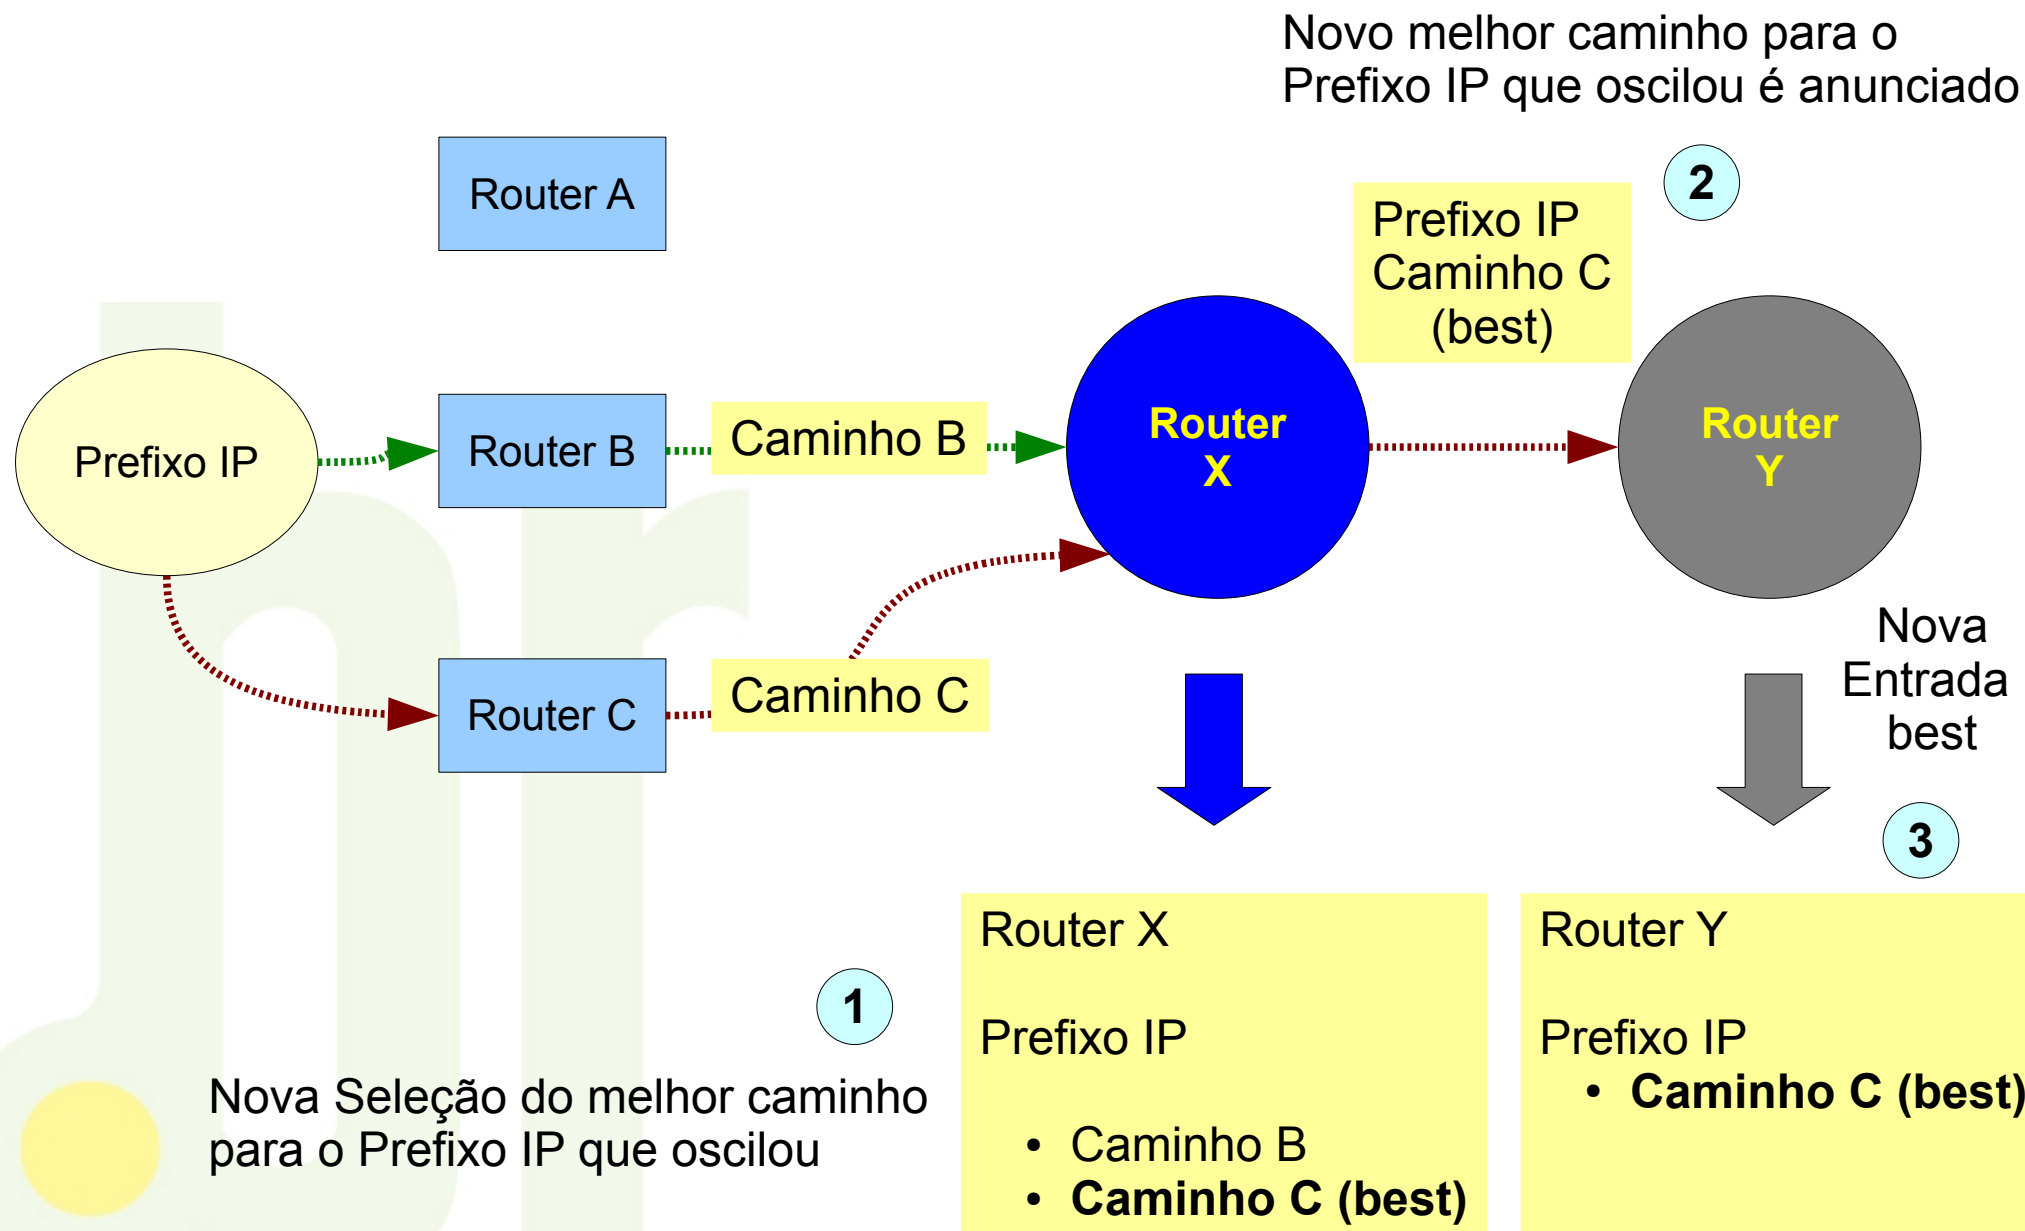 Novo melhor caminho para o
Prefixo IP que oscilou é anunciado
2
Router A
Prefixo IP
Caminho C
(best)
Prefixo IP
Router B
Caminho B
Router
X
Router
Y
Router C
Caminho C
Nova
Entrada
best
3
1
Nova Seleção do melhor caminho
para o Prefixo IP que oscilou
Router X
Prefixo IP
• Caminho B
• Caminho C (best)
Router Y
Prefixo IP
• Caminho C (best)